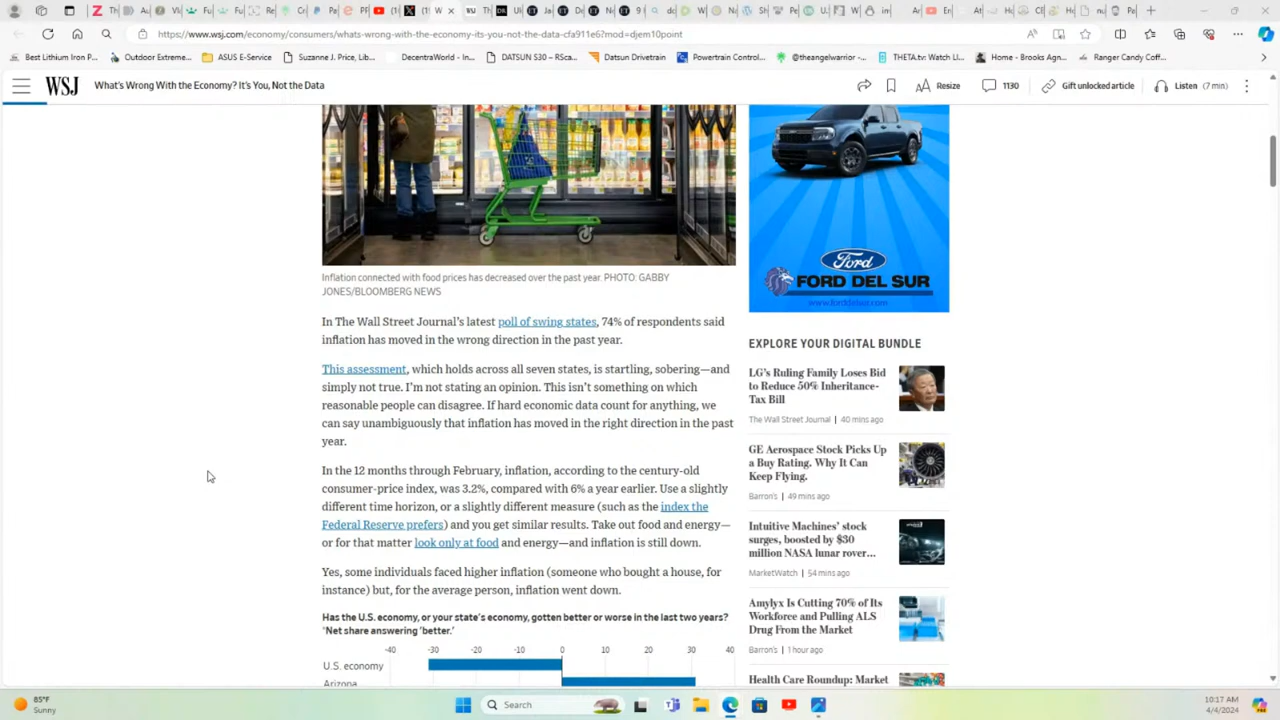 https://www.wsj.com/economy/consumers/whats-wrong-with-the-economy-its-you-not-the-data-cfa911e6?mod=djem10point
Best Lithium Iron P... Outdoor Extreme... ASUS E-Service Suzanne J. Price, Lib... DecentraWorld - In... DATSUN S30 – RSca... Datsun Drivetrain Powertrain Control... @theangelwarrior -... THETA.tv: Select us... Home - Brooks Agn... Ranger Candy Coff...
WSJ What's Wrong With the Economy? It's You, Not the Data Resize 1130 Gift unlocked article Listen (7 min)
Inflation connected with food prices has decreased over the past year. PHOTO: GABBY
JONES/BLOOMBERG NEWS
In The Wall Street Journal's latest poll of swing states, 74% of respondents said
inflation has moved in the wrong direction in the past year.
This assessment, which holds across all seven states, is startling, sobering—and
simply not true. I'm not stating an opinion. This isn't something on which
reasonable people can disagree. If hard economic data count for anything, we
can say unambiguously that inflation has moved in the right direction in the past
year.
In the 12 months through February, inflation, according to the century-old
consumer-price index, was 3.2%, compared with 6% a year earlier. Use a slightly
different time horizon, or a slightly different measure (such as the index the
Federal Reserve prefers) and you get similar results. Take out food and energy—
or for that matter look only at food and energy—and inflation is still down.
Yes, some individuals faced higher inflation (someone who bought a house, for
instance) but, for the average person, inflation went down.
Has the U.S. economy, or your state's economy, gotten better or worse in the last two years?
*Net share answering 'better.'
-40 -30 -20 -10 0 10 20 30 40
U.S. economy
Arizona
Ford
FORD DEL SUR
www.forddelsur.com
EXPLORE YOUR DIGITAL BUNDLE
LG's Ruling Family Loses Bid
to Reduce 50% Inheritance-
Tax Bill
The Wall Street Journal | 40 mins ago
GE Aerospace Stock Picks Up
a Buy Rating. Why It Can
Keep Flying.
Barron's | 49 mins ago
Intuitive Machines' stock
surges, boosted by $30
million NASA lunar rover...
MarketWatch | 54 mins ago
Amylyx Is Cutting 70% of Its
Workforce and Pulling ALS
Drug From the Market
Barron's | 1 hour ago
Health Care Roundup: Market
85°F
Sunny
Search
10:17 AM
4/4/2024